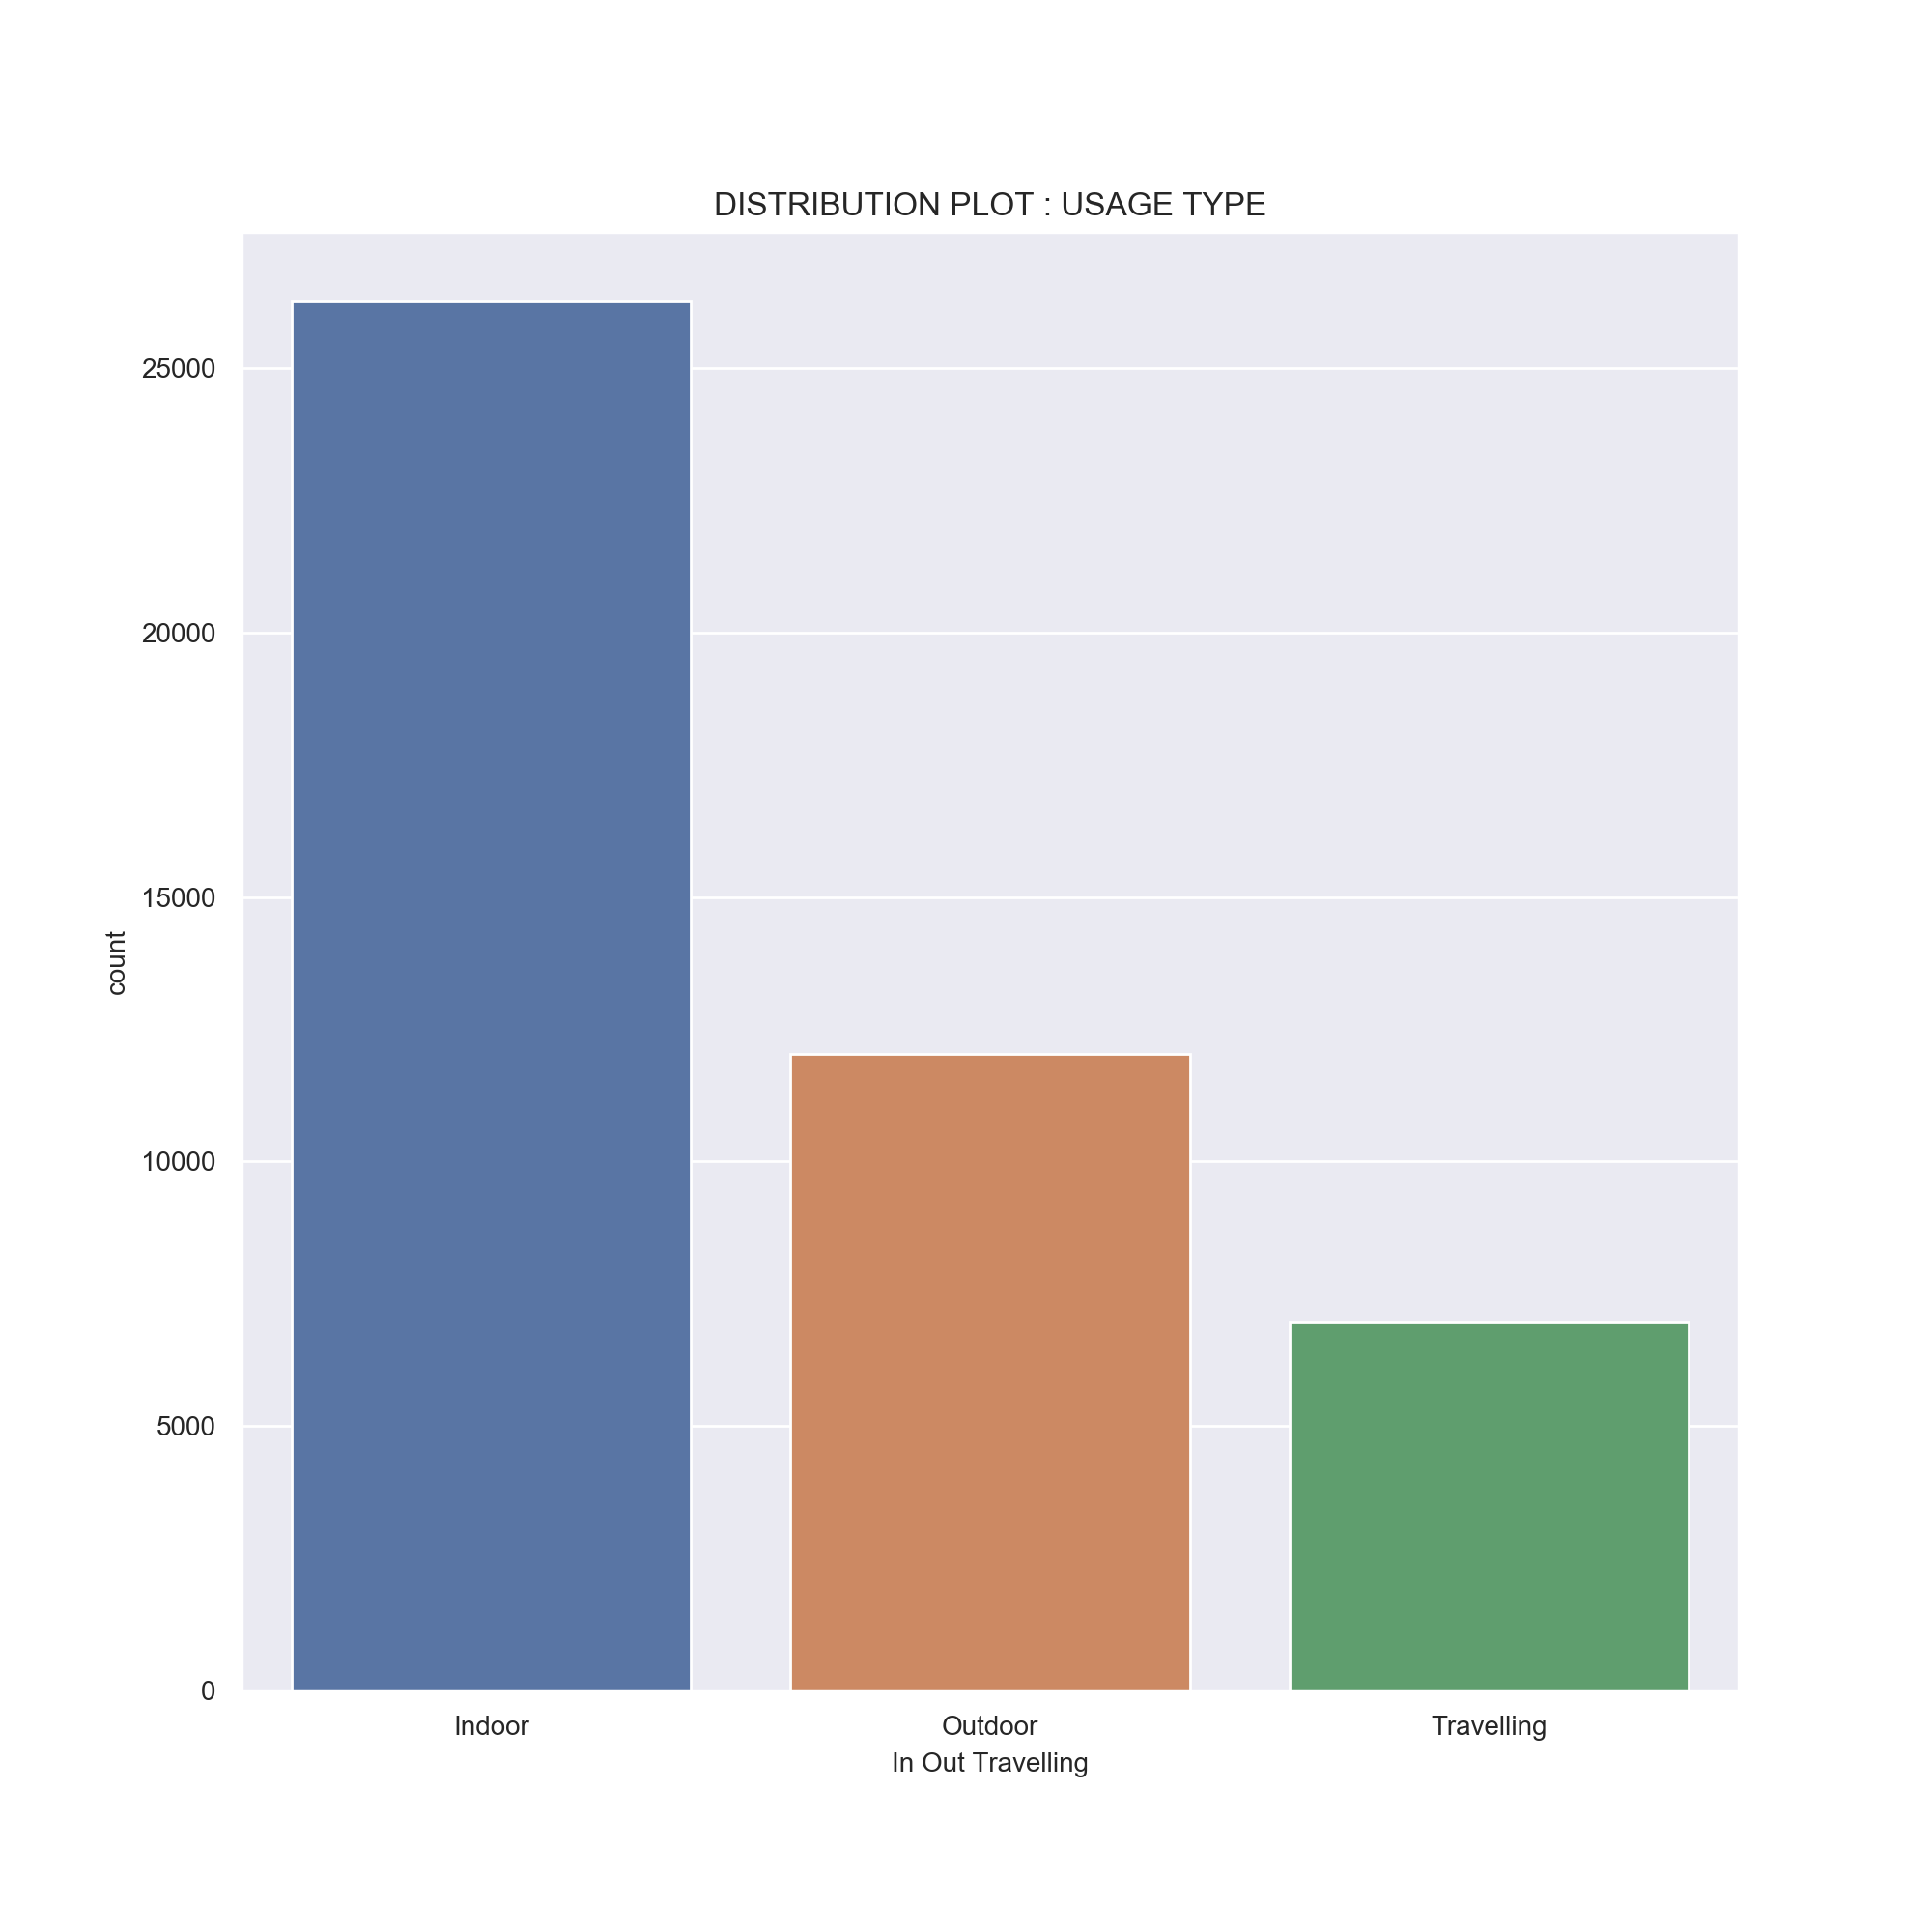 DISTRIBUTION PLOT : USAGE TYPE
25000
20000
15000
10000
5000
0
count
Indoor Outdoor Travelling
In Out Travelling